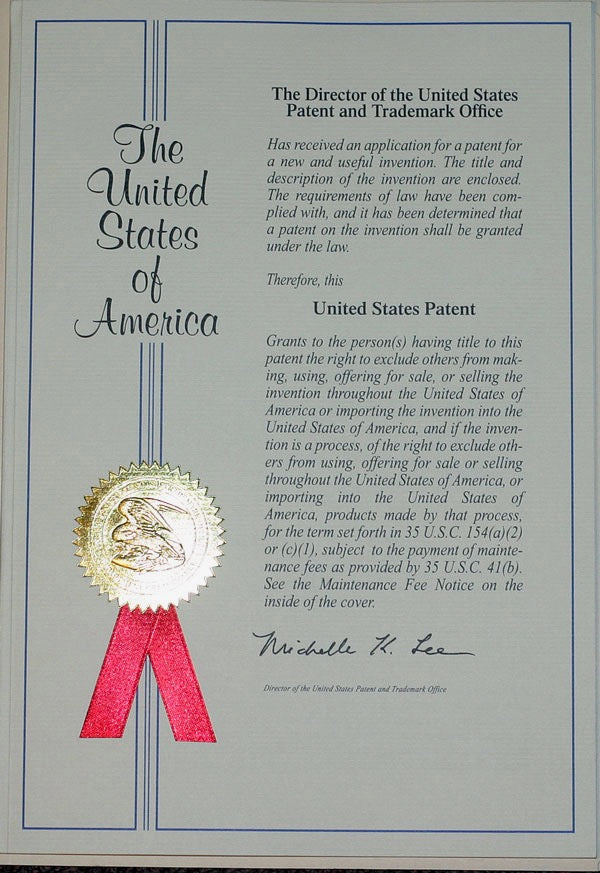 The
United
States
of
America
The Director of the United States
Patent and Trademark Office
Has received an application for a patent for
a new and useful invention. The title and
description of the invention are enclosed.
The requirements of law have been com-
plied with, and it has been determined that
a patent on the invention shall be granted
under the law.
Therefore, this
United States Patent
Grants to the person(s) having title to this
patent the right to exclude others from mak-
ing, using, offering for sale, or selling the
invention throughout the United States of
America or importing the invention into the
United States of America, and if the inven-
tion is a process, of the right to exclude oth-
ers from using, offering for sale or selling
throughout the United States of America, or
importing into the United States of
America, products made by that process,
for the term set forth in 35 U.S.C. 154(a)(2)
or (c)(1), subject to the payment of mainte-
nance fees as provided by 35 U.S.C. 41(b).
See the Maintenance Fee Notice on the
inside of the cover.
Michelle K. Lee
Director of the United States Patent and Trademark Office